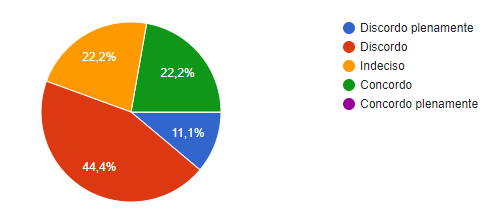 22,2%
22,2%
11,1%
44,4%
Discordo plenamente
Discordo
Indeciso
Concordo
Concordo plenamente